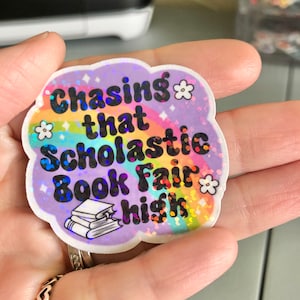 Chasing
that
Scholastic
Book Fair
high